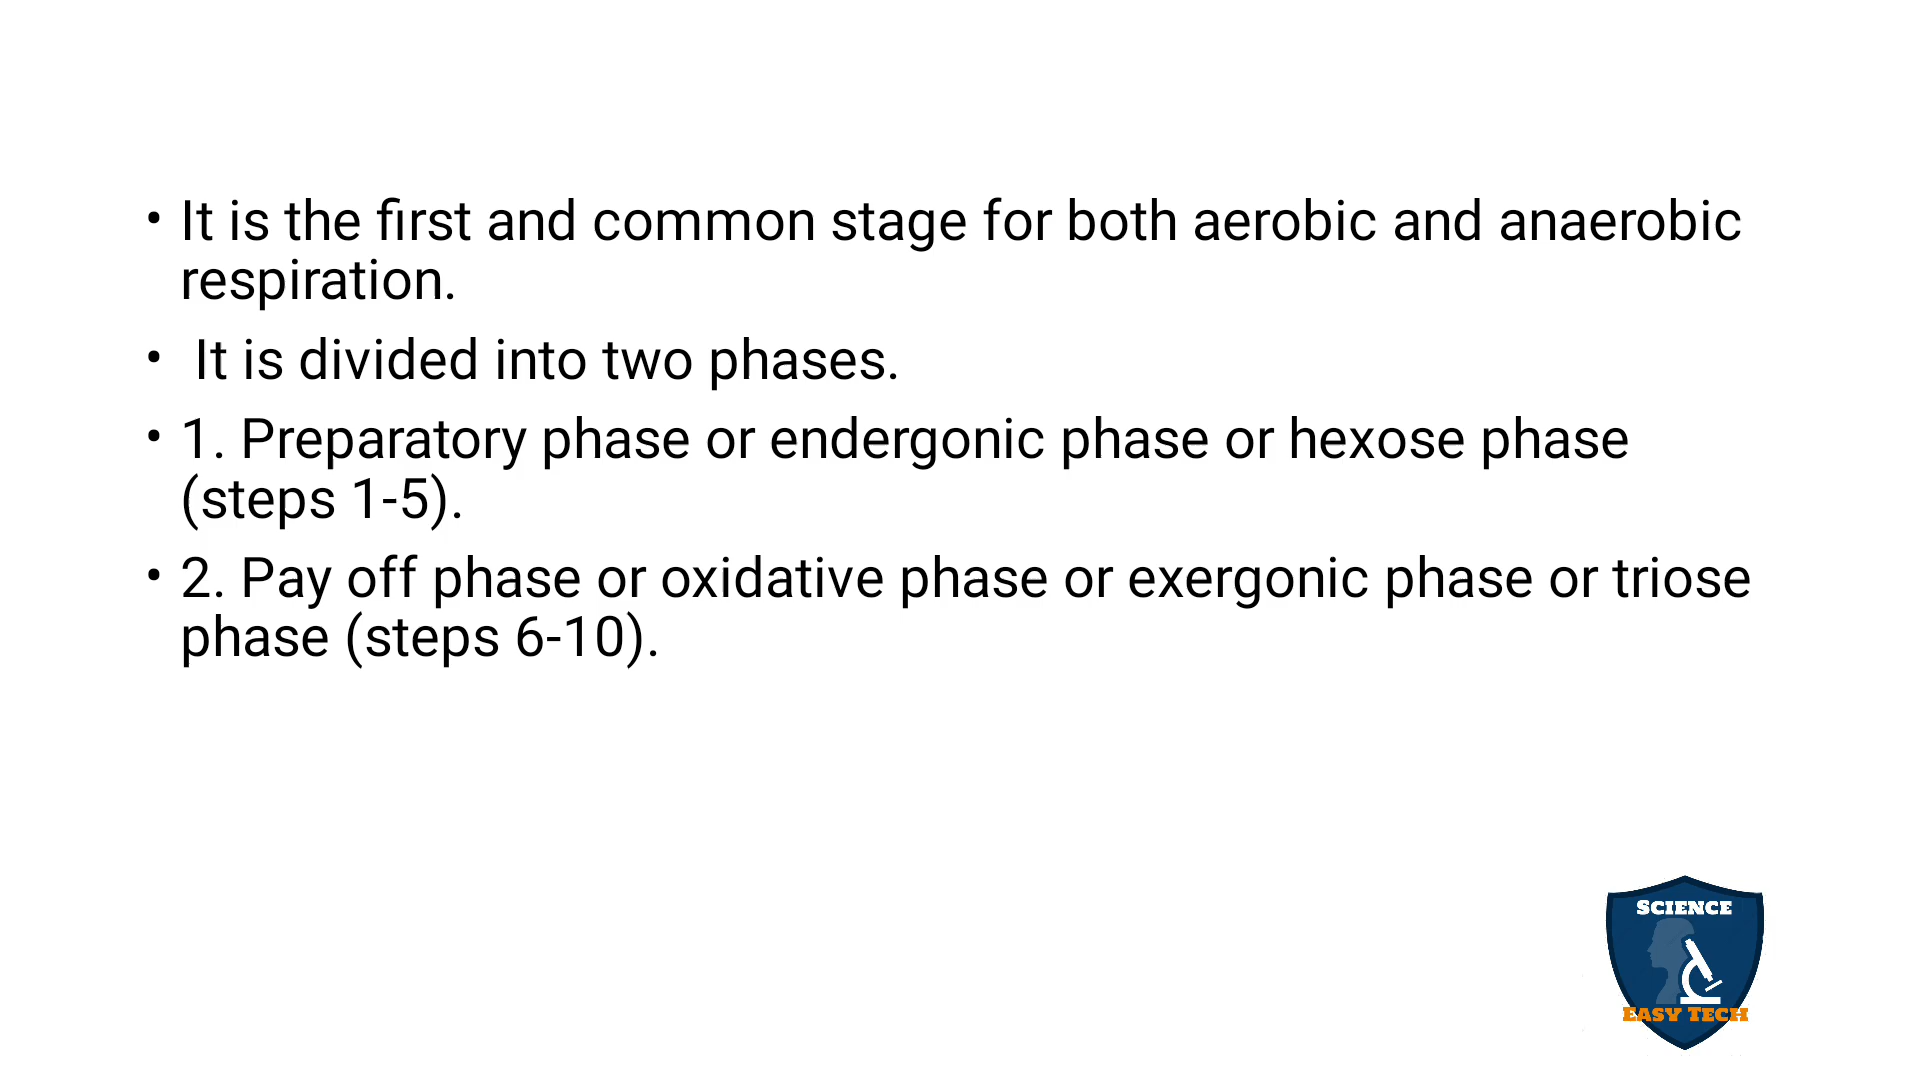 • It is the first and common stage for both aerobic and anaerobic
respiration.
• It is divided into two phases.
• 1. Preparatory phase or endergonic phase or hexose phase
(steps 1-5).
• 2. Pay off phase or oxidative phase or exergonic phase or triose
phase (steps 6-10).
SCIENCE
EASY TECH